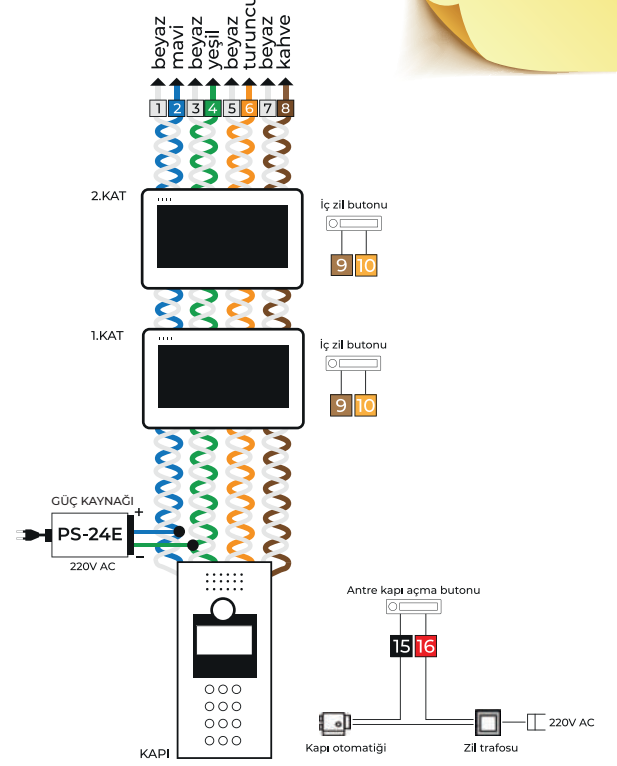 beyaz
mavi
beyaz
yeşil
beyaz
turuncu
beyaz
kahve
1 2 3 4 5 6 7 8
2.KAT
İç zil butonu
9 10
1.KAT
İç zil butonu
9 10
GÜÇ KAYNAĞI
+
PS-24E
−
220V AC
Antre kapı açma butonu
15 16
220V AC
Kapı otomatiği
Zil trafosu
KAPI